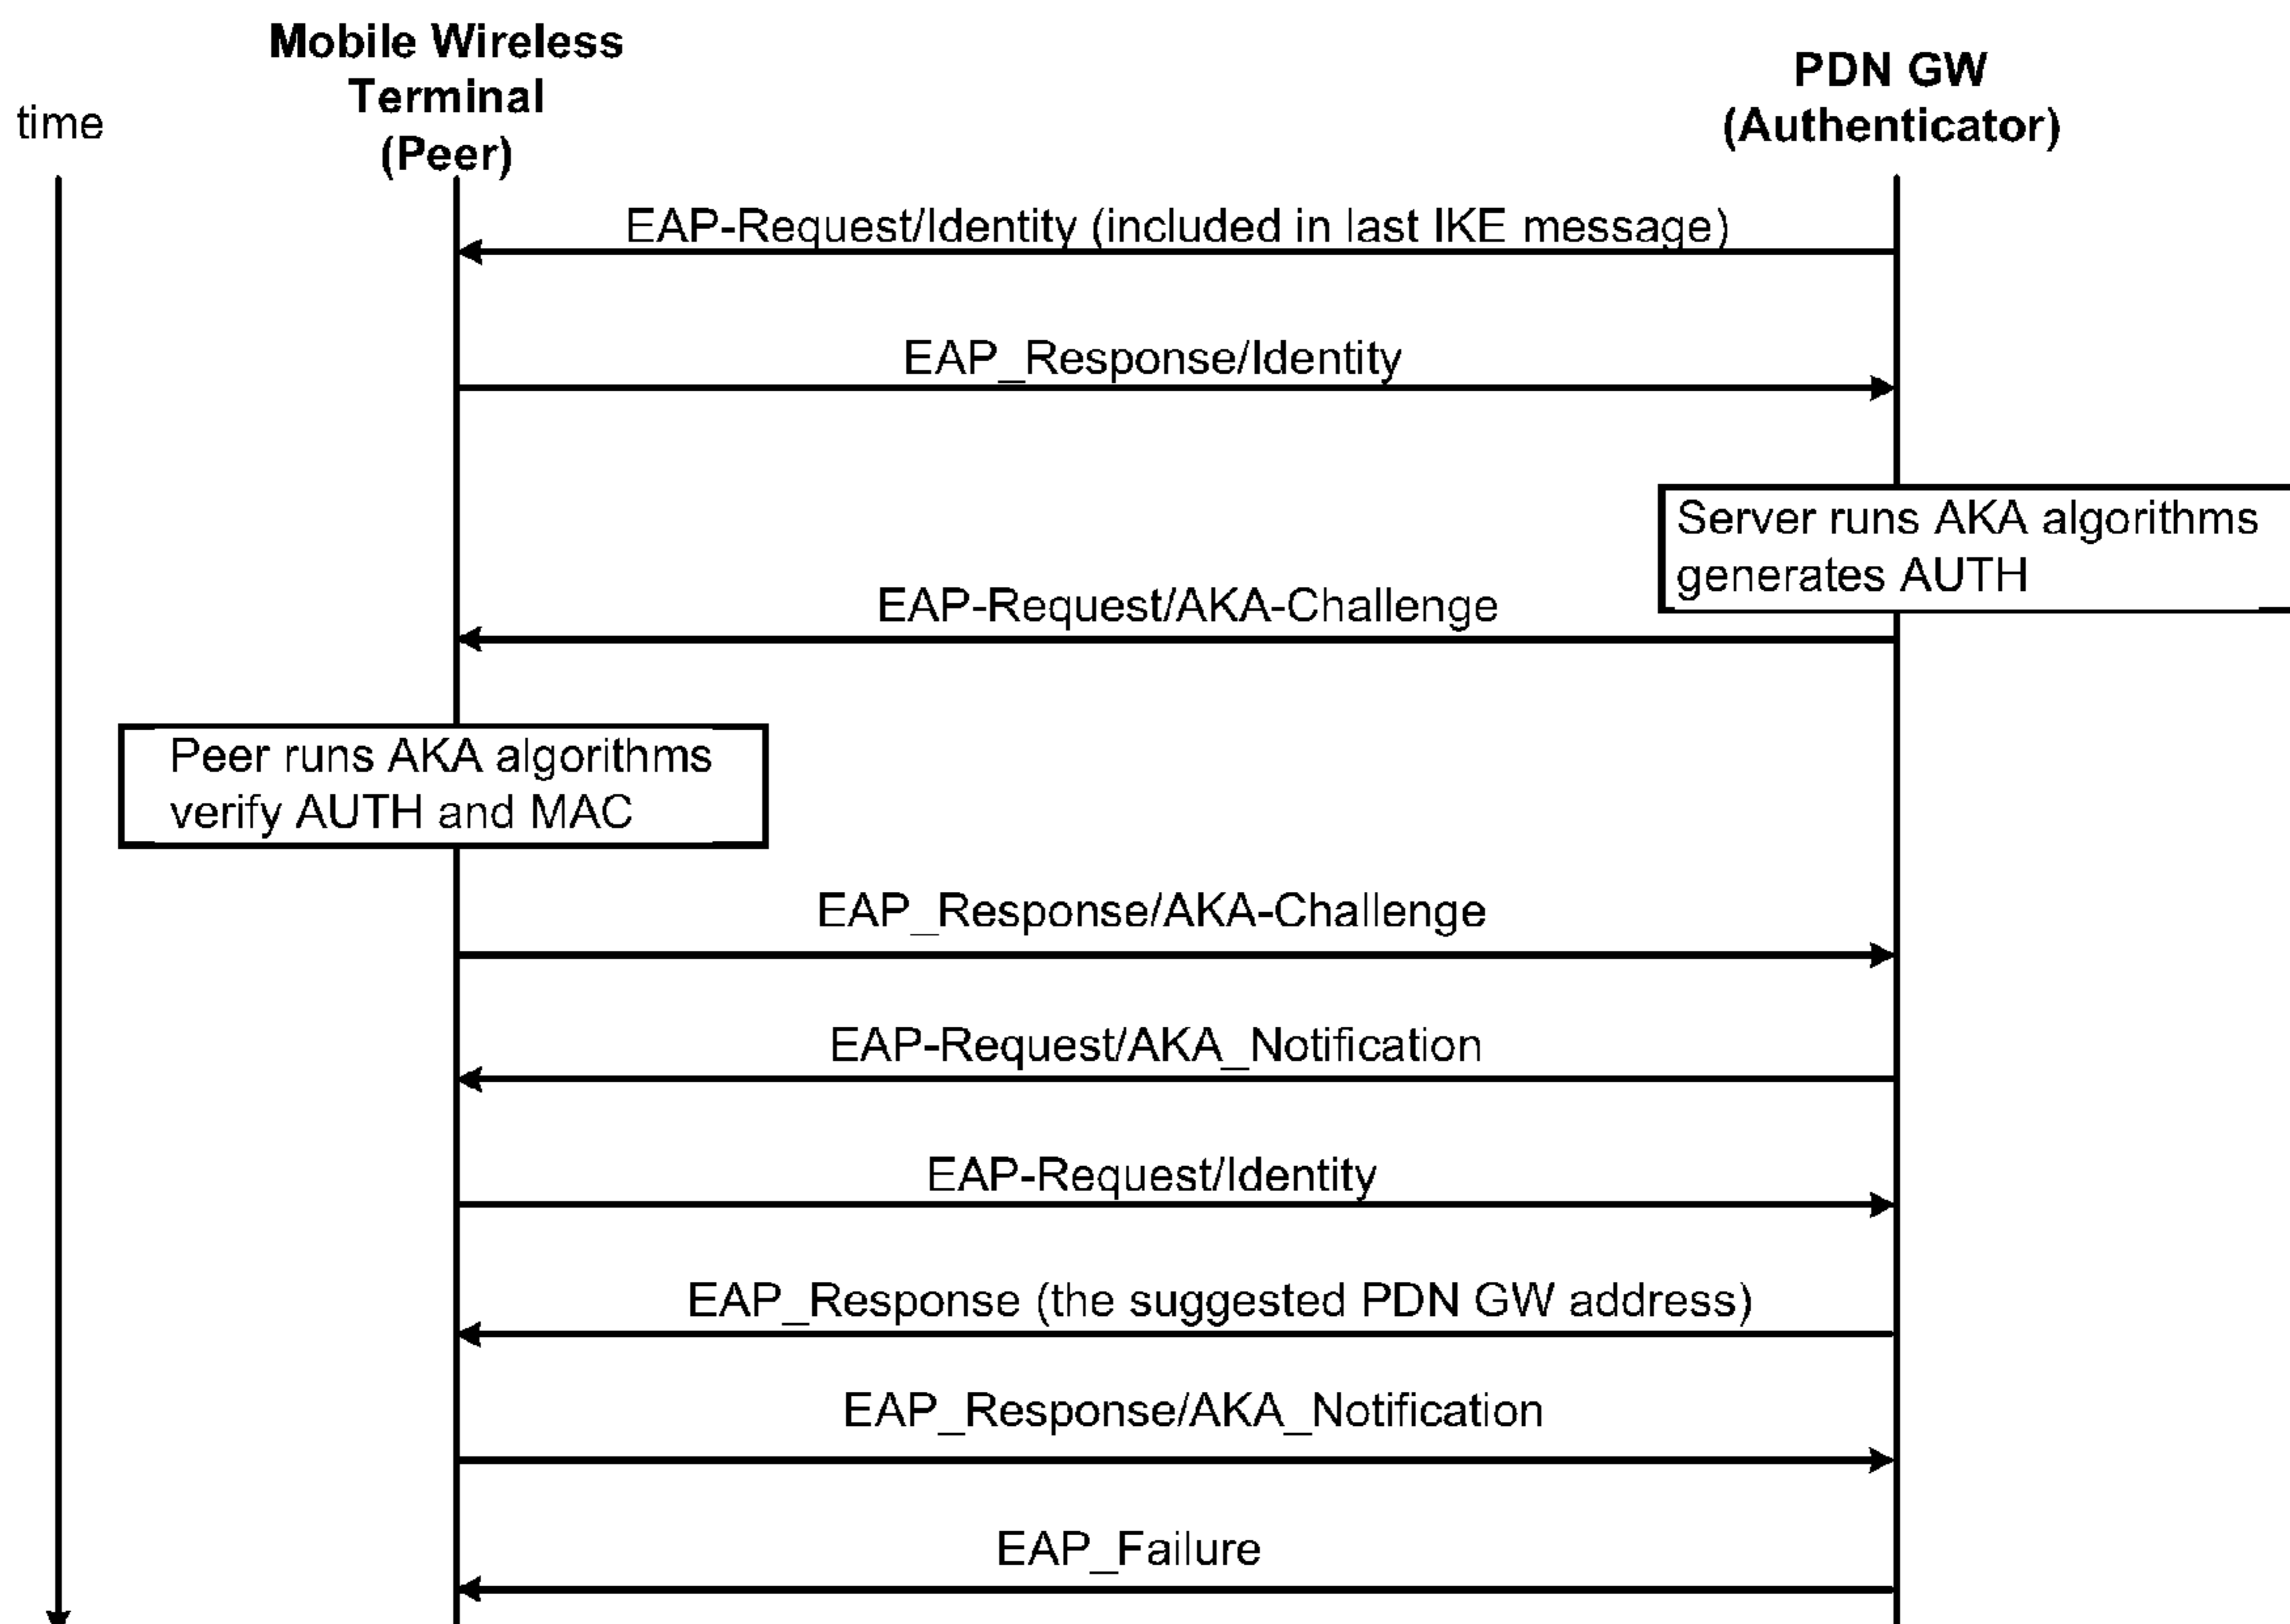 Mobile Wireless
Terminal
(Peer)
PDN GW
(Authenticator)
time
EAP-Request/Identity (included in last IKE message)
EAP_Response/Identity
Server runs AKA algorithms
generates AUTH
EAP-Request/AKA-Challenge
Peer runs AKA algorithms
verify AUTH and MAC
EAP_Response/AKA-Challenge
EAP-Request/AKA_Notification
EAP-Request/Identity
EAP_Response (the suggested PDN GW address)
EAP_Response/AKA_Notification
EAP_Failure